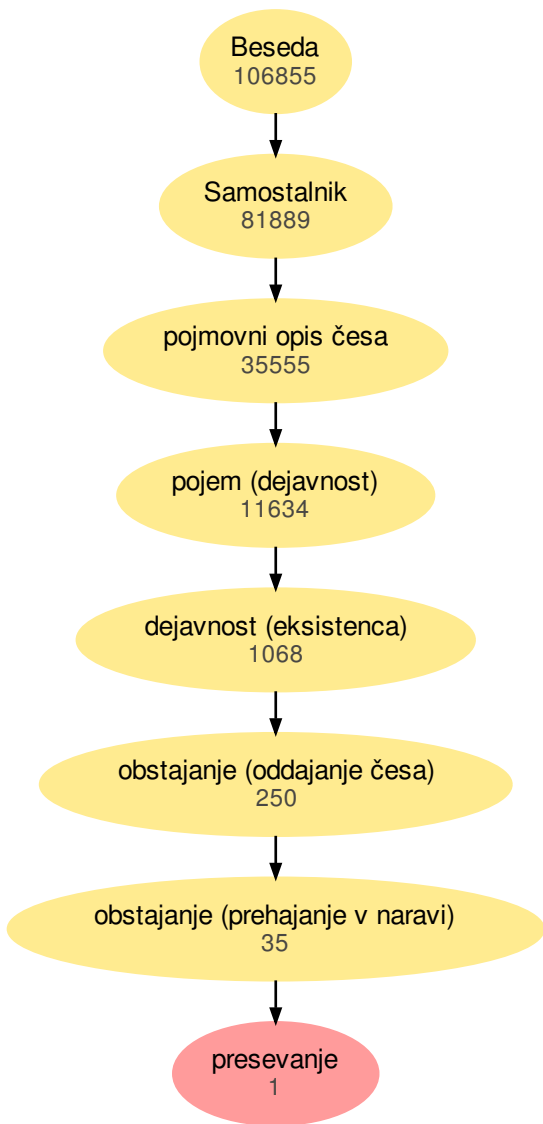 Beseda
106855
Samostalnik
81889
pojmovni opis česa
35555
pojem (dejavnost)
11634
dejavnost (eksistenca)
1068
obstajanje (oddajanje česa)
250
obstajanje (prehajanje v naravi)
35
presevanje
1